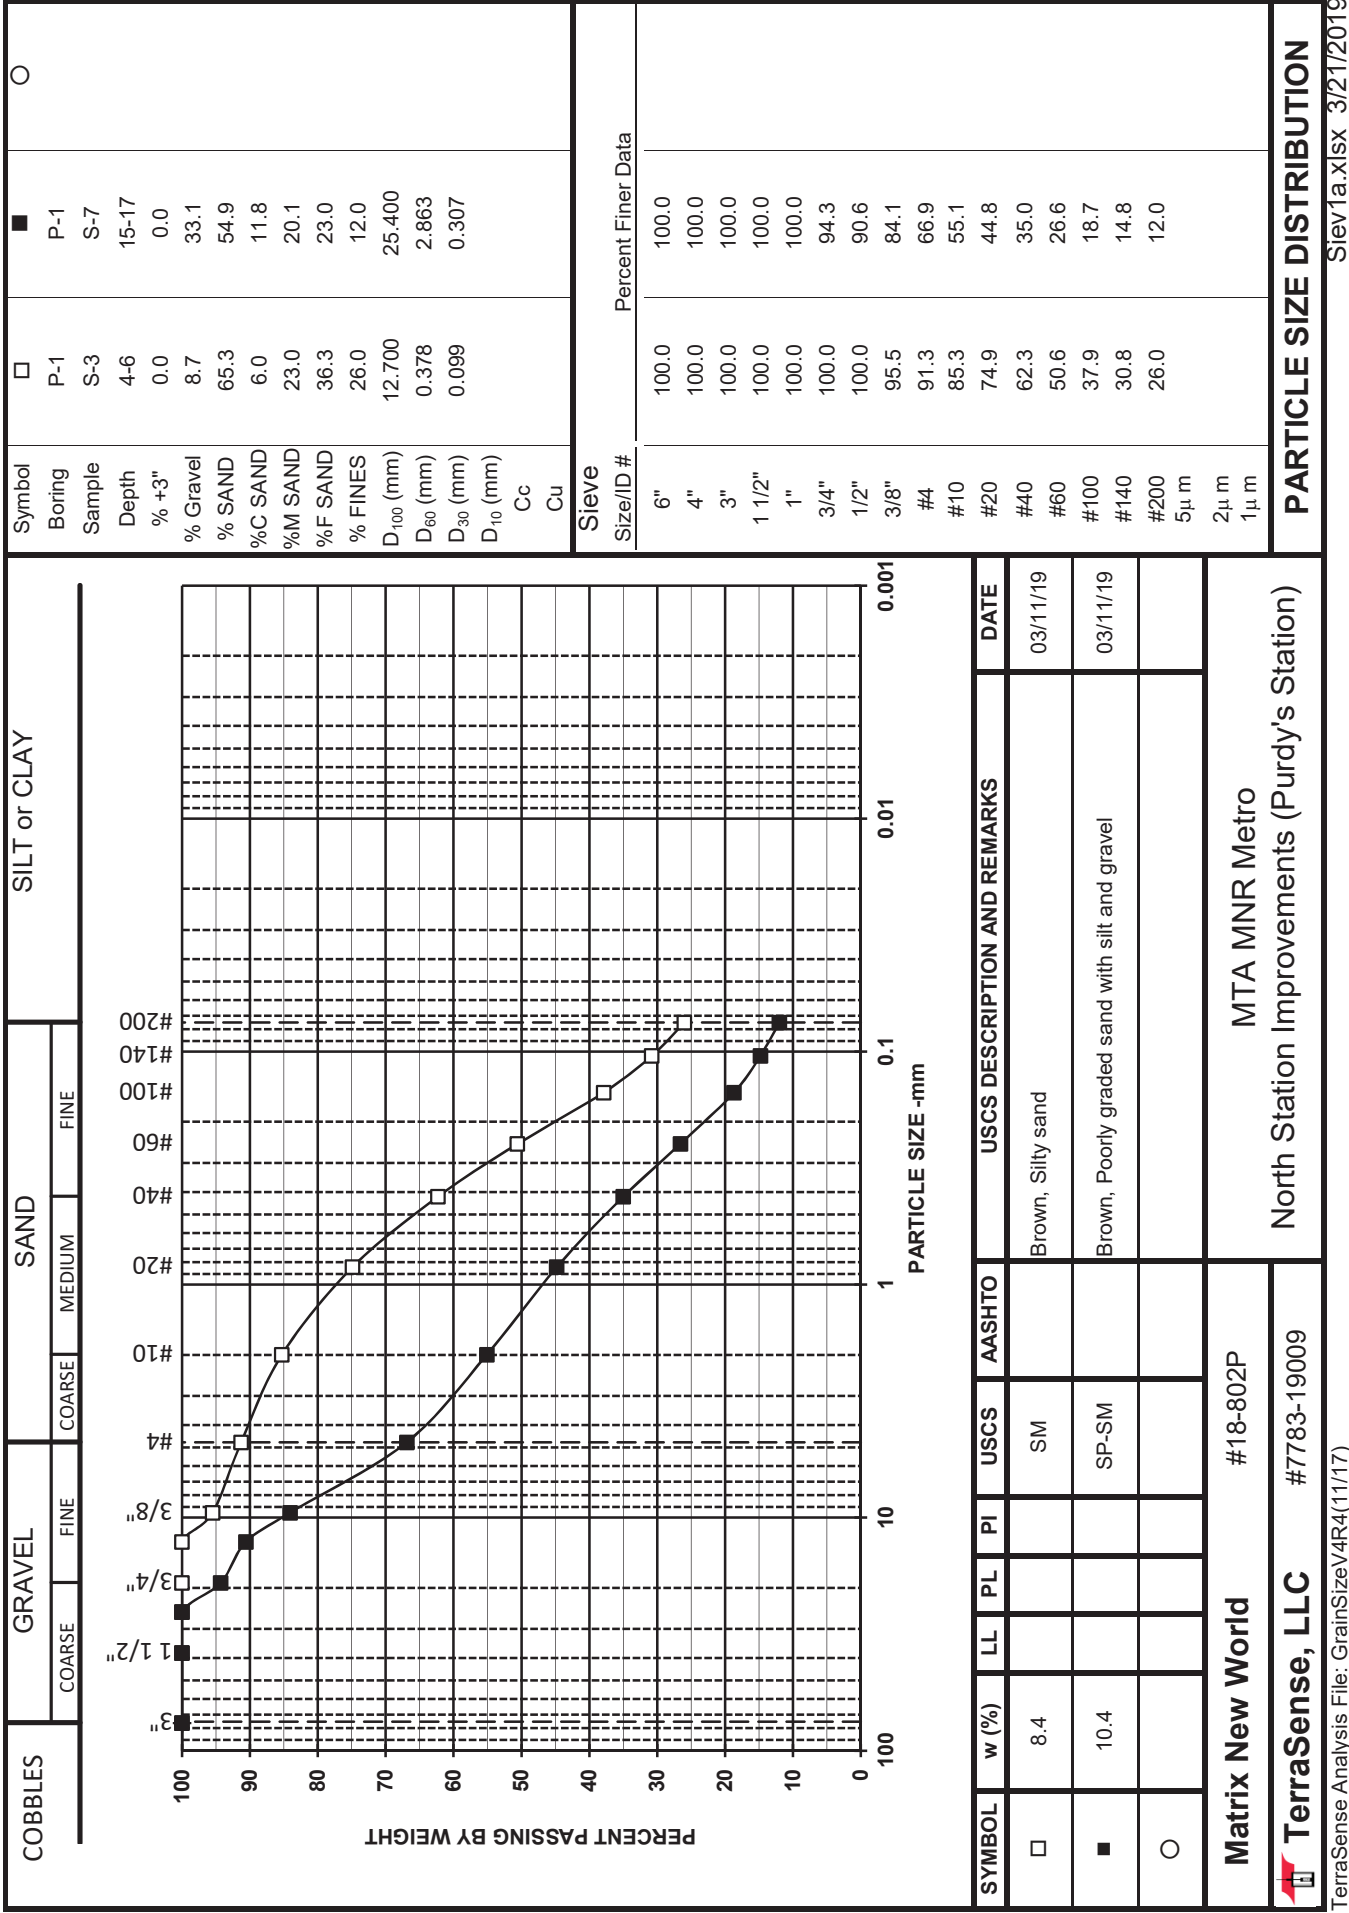 COBBLES GRAVEL SAND SILT or CLAY
COARSE FINE COARSE MEDIUM FINE
3" 1 1/2" 3/4" 3/8" #4 #10 #20 #40 #60 #100 #140 #200
PERCENT PASSING BY WEIGHT
100
90
80
70
60
50
40
30
20
10
0
100 10 1 0.1 0.01 0.001
PARTICLE SIZE -mm
Symbol □ ■ ○
Boring P-1 P-1
Sample S-3 S-7
Depth 4-6 15-17
% +3" 0.0 0.0
% Gravel 8.7 33.1
% SAND 65.3 54.9
%C SAND 6.0 11.8
%M SAND 23.0 20.1
%F SAND 36.3 23.0
% FINES 26.0 12.0
D100 (mm) 12.700 25.400
D60 (mm) 0.378 2.863
D30 (mm) 0.099 0.307
D10 (mm)
Cc
Cu
Sieve
Size/ID # Percent Finer Data
6" 100.0 100.0
4" 100.0 100.0
3" 100.0 100.0
1 1/2" 100.0 100.0
1" 100.0 100.0
3/4" 100.0 94.3
1/2" 100.0 90.6
3/8" 95.5 84.1
#4 91.3 66.9
#10 85.3 55.1
#20 74.9 44.8
#40 62.3 35.0
#60 50.6 26.6
#100 37.9 18.7
#140 30.8 14.8
#200 26.0 12.0
5µ m
2µ m
1µ m
SYMBOL w (%) LL PL PI USCS AASHTO USCS DESCRIPTION AND REMARKS DATE
□ 8.4 SM Brown, Silty sand 03/11/19
■ 10.4 SP-SM Brown, Poorly graded sand with silt and gravel 03/11/19
○
Matrix New World #18-802P
MTA MNR Metro
North Station Improvements (Purdy's Station)
TerraSense, LLC #7783-19009
PARTICLE SIZE DISTRIBUTION
TerraSense Analysis File: GrainSizeV4R4(11/17)
Siev1a.xlsx 3/21/2019